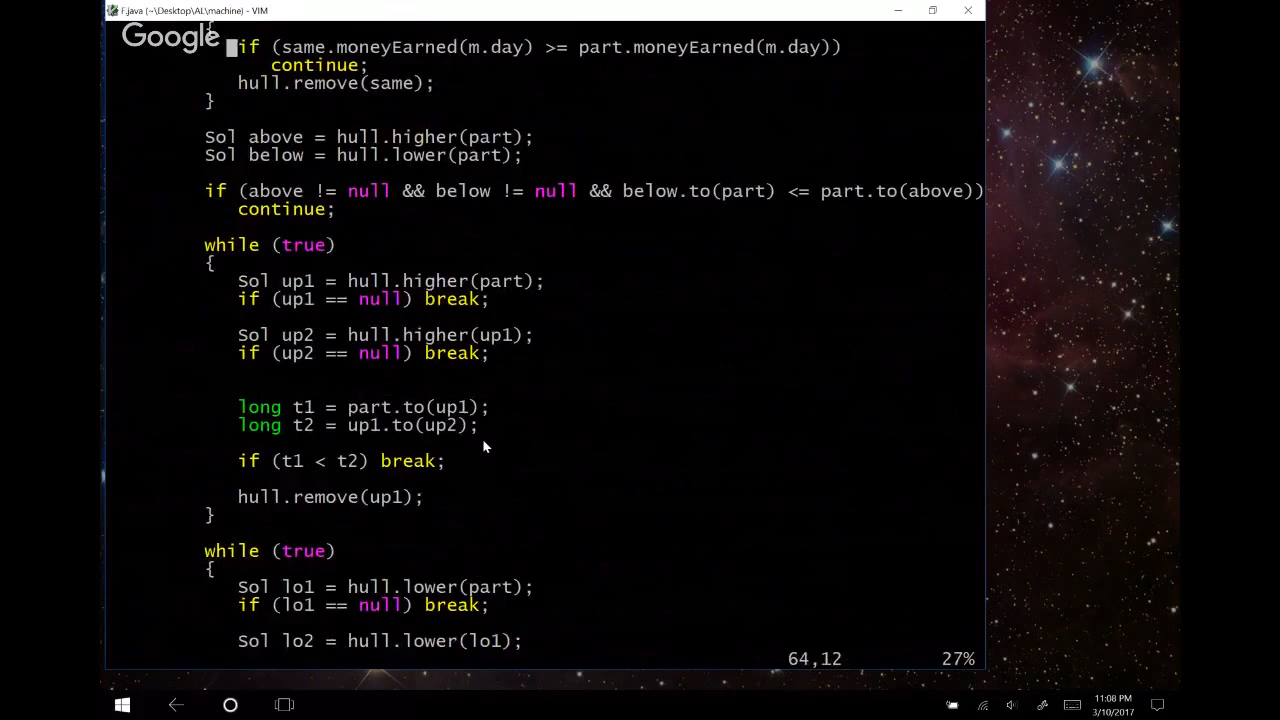 F.java (~\Desktop\AL\machine) - VIM
Google
{
if (same.moneyEarned(m.day) >= part.moneyEarned(m.day))
continue;
hull.remove(same);
}
Sol above = hull.higher(part);
Sol below = hull.lower(part);
if (above != null && below != null && below.to(part) <= part.to(above))
continue;
while (true)
{
Sol up1 = hull.higher(part);
if (up1 == null) break;
Sol up2 = hull.higher(up1);
if (up2 == null) break;
long t1 = part.to(up1);
long t2 = up1.to(up2);
if (t1 < t2) break;
hull.remove(up1);
}
while (true)
{
Sol lo1 = hull.lower(part);
if (lo1 == null) break;
Sol lo2 = hull.lower(lo1);
64,12 27%
11:08 PM
3/10/2017